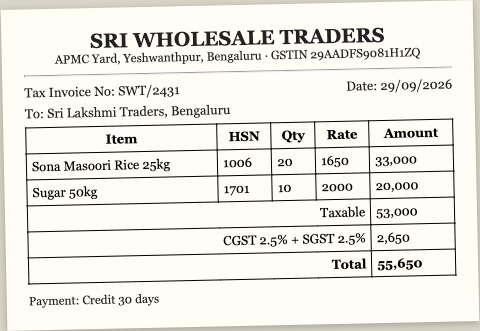 SRI WHOLESALE TRADERS
APMC Yard, Yeshwanthpur, Bengaluru · GSTIN 29AADFS9081H1ZQ
Tax Invoice No: SWT/2431 Date: 29/09/2026
To: Sri Lakshmi Traders, Bengaluru
Item HSN Qty Rate Amount
Sona Masoori Rice 25kg 1006 20 1650 33,000
Sugar 50kg 1701 10 2000 20,000
Taxable 53,000
CGST 2.5% + SGST 2.5% 2,650
Total 55,650
Payment: Credit 30 days